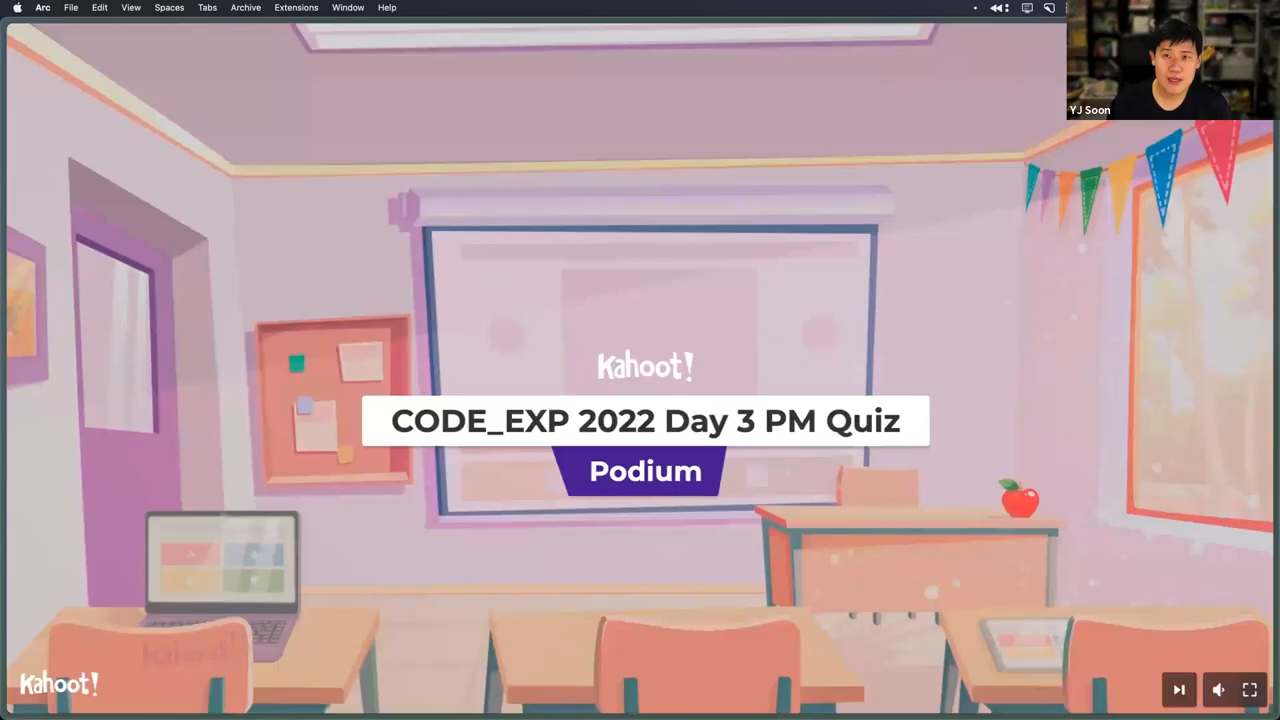 Arc File Edit View Spaces Tabs Archive Extensions Window Help
YJ Soon
Kahoot!
CODE_EXP 2022 Day 3 PM Quiz
Podium
Kahoot!
Kahoot!